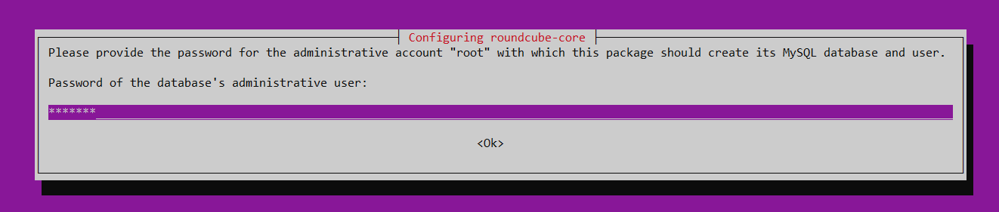 Configuring roundcube-core
Please provide the password for the administrative account "root" with which this package should create its MySQL database and user.
Password of the database's administrative user:
*******
<Ok>